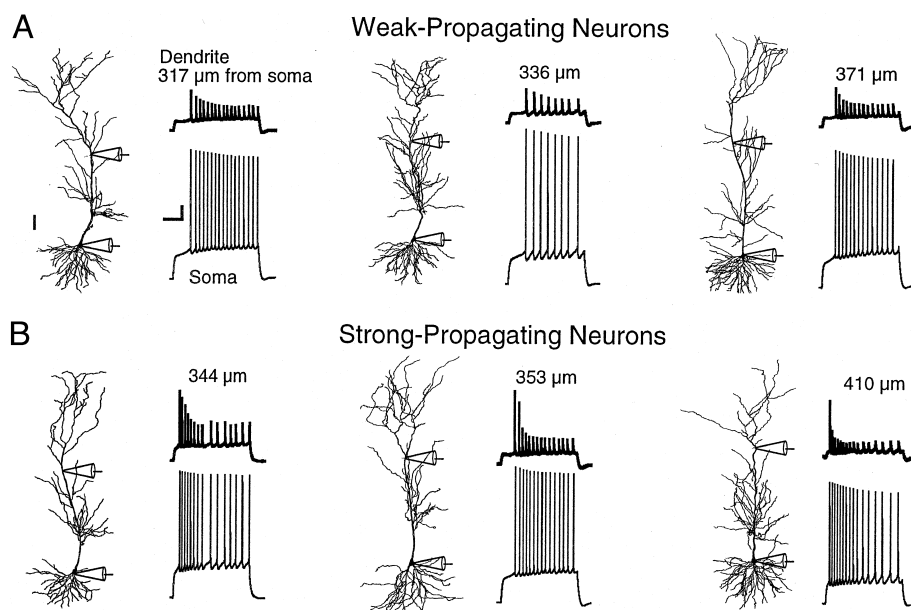 A
Weak-Propagating Neurons
Dendrite
317 µm from soma
336 µm
371 µm
Soma
B
Strong-Propagating Neurons
344 µm
353 µm
410 µm